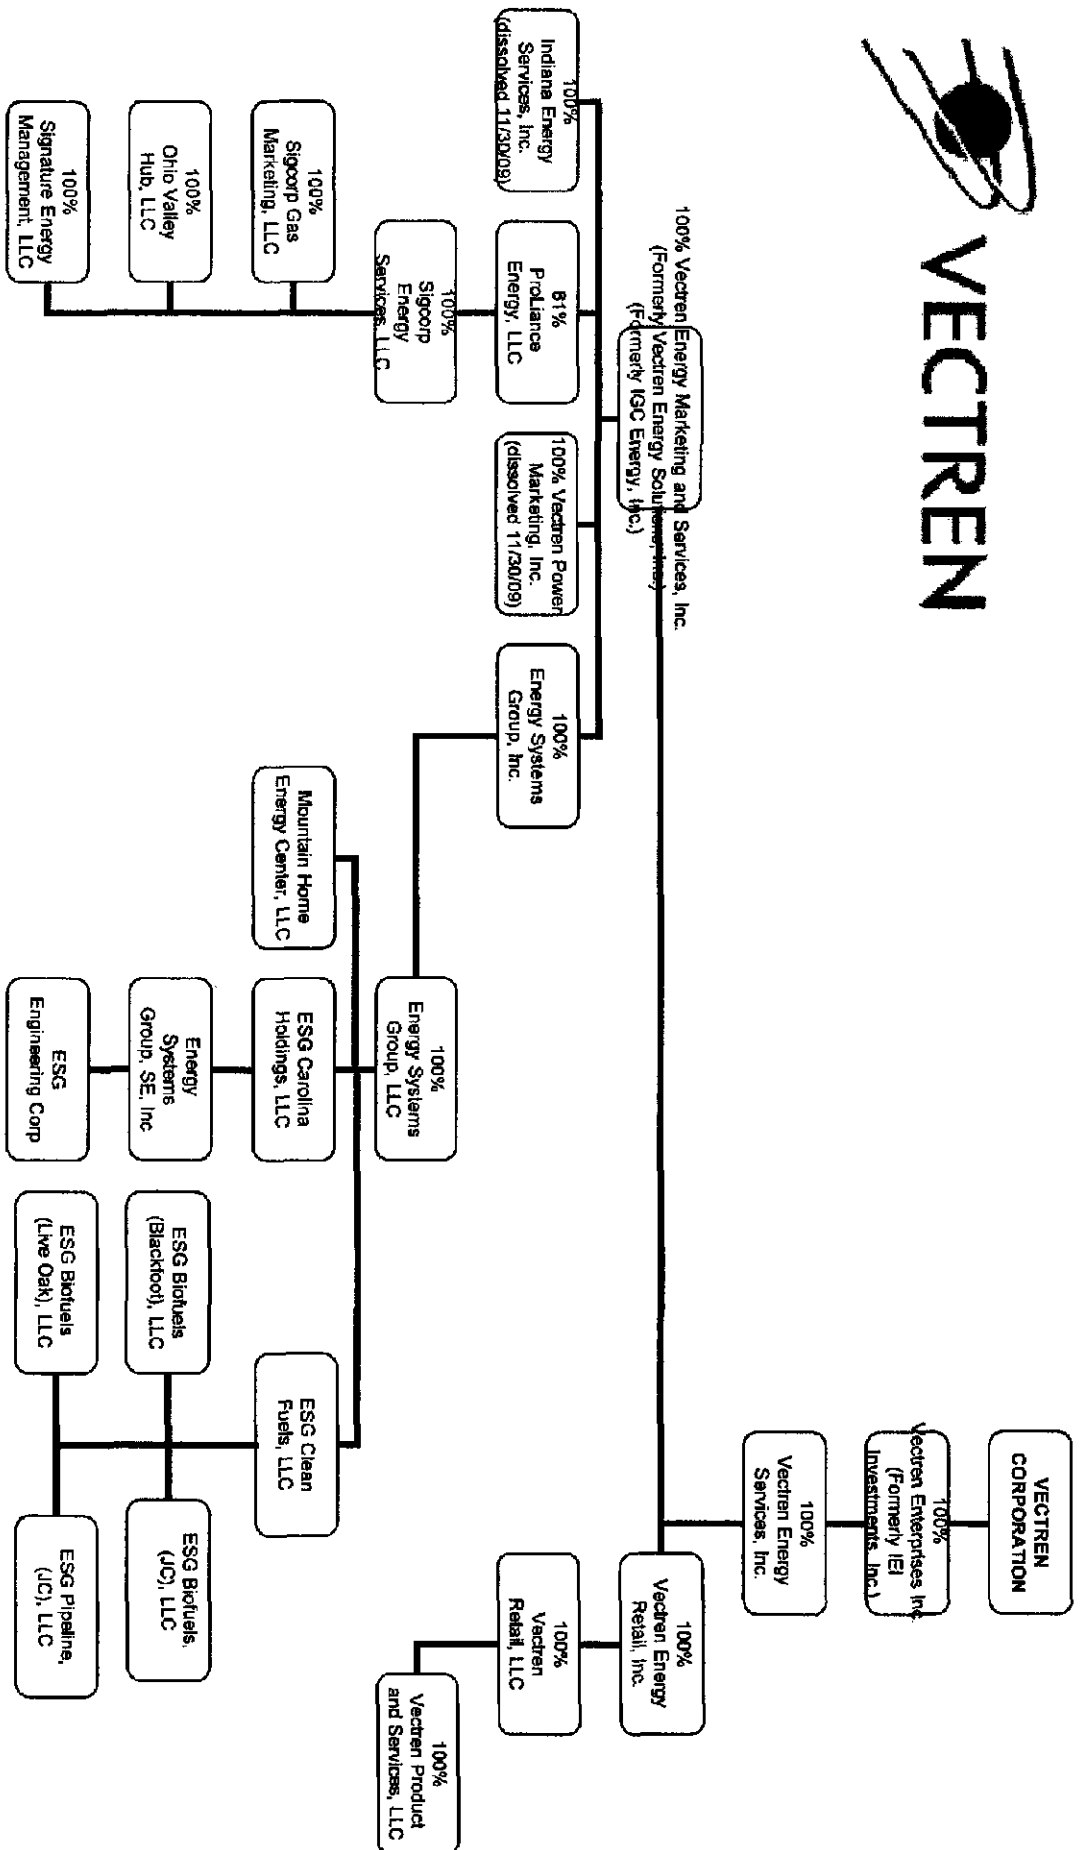 VECTREN
VECTREN
CORPORATION
100%
Vectren Enterprises Inc.
(Formerly IEI
Investments, Inc.)
100%
Vectren Energy
Services, Inc.
100% Vectren Energy Marketing and Services, Inc.
(Formerly Vectren Energy Solutions, Inc.)
(Formerly IGC Energy, Inc.)
100%
Vectren Energy
Retail, Inc.
100%
Indiana Energy
Services, Inc.
(dissolved 11/30/09)
61%
ProLiance
Energy, LLC
100% Vectren Power
Marketing, Inc.
(dissolved 11/30/09)
100%
Energy Systems
Group, Inc.
100%
Vectren
Retail, LLC
100%
Sigcorp
Energy
Services, LLC
100%
Energy Systems
Group, LLC
100%
Vectren Product
and Services, LLC
100%
Sigcorp Gas
Marketing, LLC
Mountain Home
Energy Center, LLC
ESG Carolina
Holdings, LLC
ESG Clean
Fuels, LLC
100%
Ohio Valley
Hub, LLC
Energy
Systems
Group, SE, Inc
ESG Biofuels
(Blackfoot), LLC
ESG Biofuels,
(JC), LLC
100%
Signature Energy
Management, LLC
ESG
Engineering Corp
ESG Biofuels
(Live Oak), LLC
ESG Pipeline,
(JC), LLC